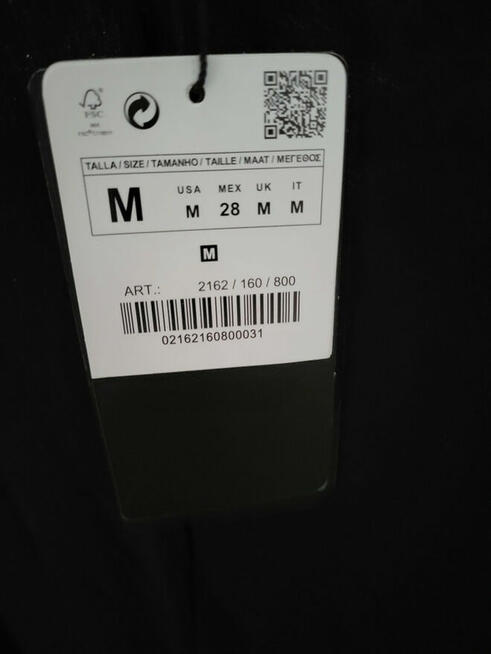 FSC
TALLA / SIZE / TAMANHO / TAILLE / MAAT / ΜΕΓΕΘΟΣ
M
USA MEX UK IT
M 28 M M
M
ART.: 2162 / 160 / 800
02162160800031